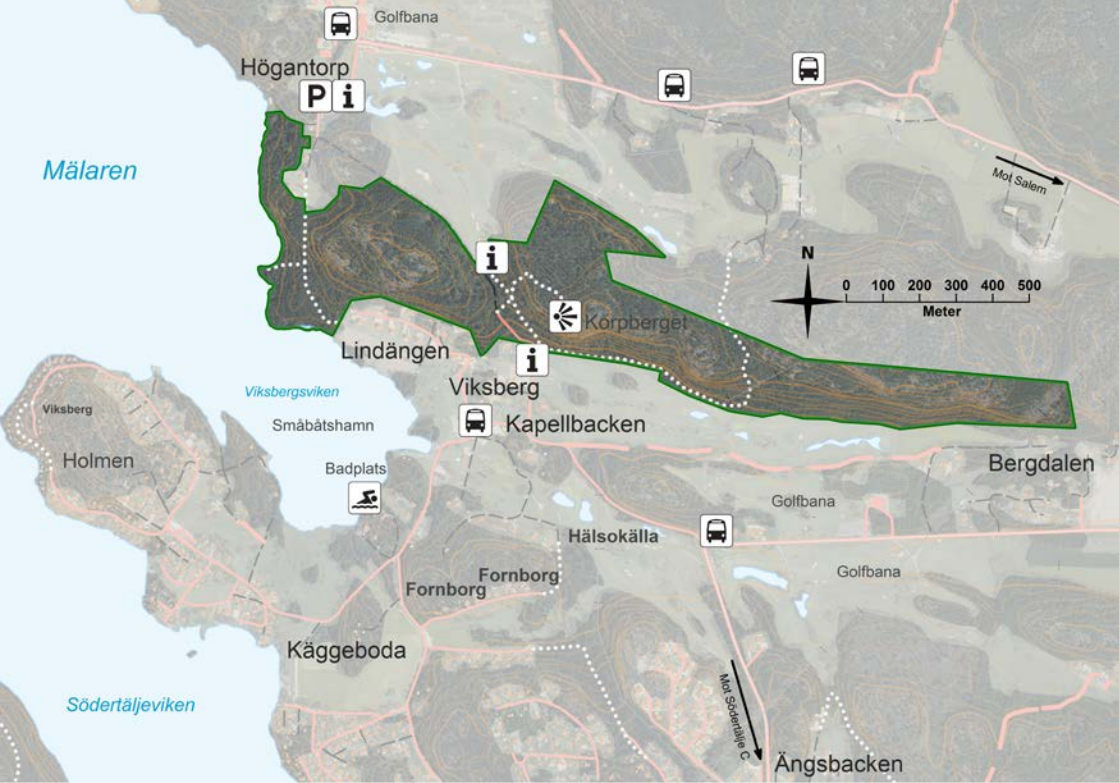 Golfbana
Högantorp
P i
Mälaren
Mot Salem
N
i
0 100 200 300 400 500
Meter
Korpberget
Lindängen
i
Viksberg
Viksbergsviken
Kapellbacken
Viksberg
Småbåtshamn
Holmen
Badplats
Bergdalen
Golfbana
Hälsokälla
Golfbana
Fornborg
Fornborg
Käggeboda
Södertäljeviken
Mot Södertälje C
Ängsbacken